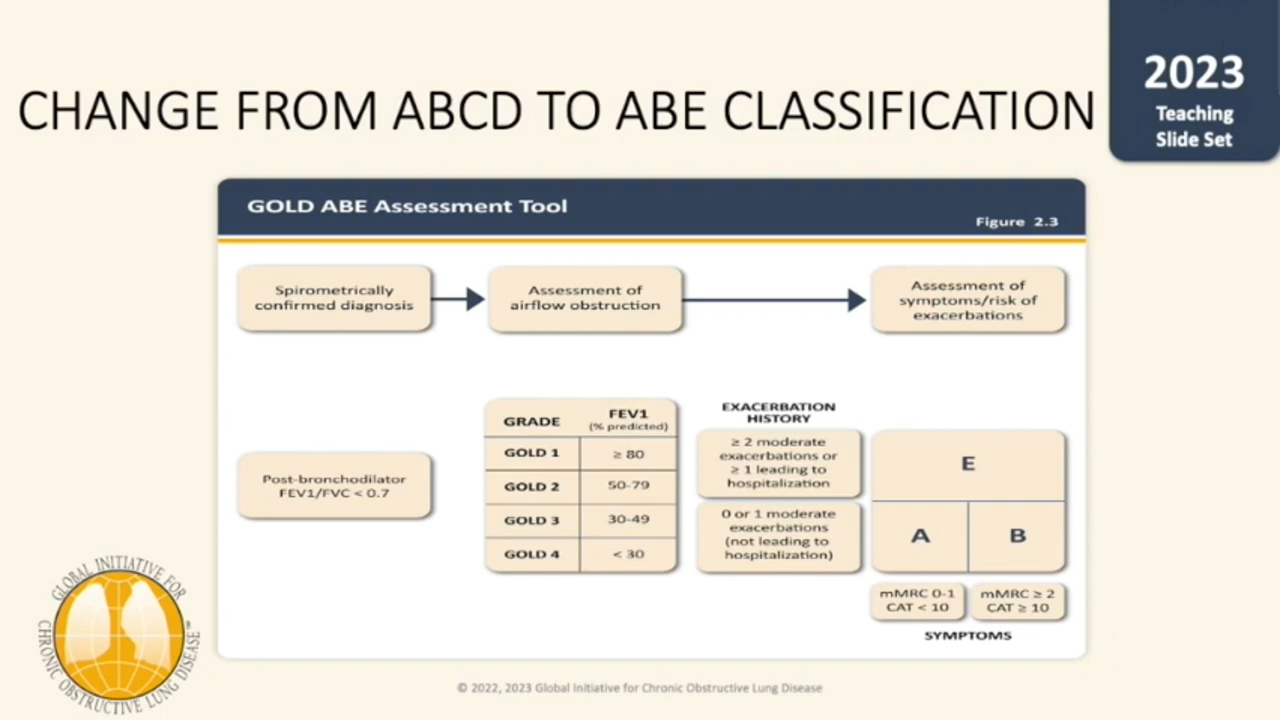 CHANGE FROM ABCD TO ABE CLASSIFICATION
2023
Teaching
Slide Set
GOLD ABE Assessment Tool
Figure 2.3
Spirometrically
confirmed diagnosis
Assessment of
airflow obstruction
Assessment of
symptoms/risk of
exacerbations
Post-bronchodilator
FEV1/FVC < 0.7
GRADE FEV1
(% predicted)
GOLD 1 ≥ 80
GOLD 2 50-79
GOLD 3 30-49
GOLD 4 < 30
EXACERBATION
HISTORY
≥ 2 moderate
exacerbations or
≥ 1 leading to
hospitalization
0 or 1 moderate
exacerbations
(not leading to
hospitalization)
E
A B
mMRC 0-1
CAT < 10
mMRC ≥ 2
CAT ≥ 10
SYMPTOMS
GLOBAL INITIATIVE FOR
CHRONIC OBSTRUCTIVE LUNG DISEASE™
© 2022, 2023 Global Initiative for Chronic Obstructive Lung Disease